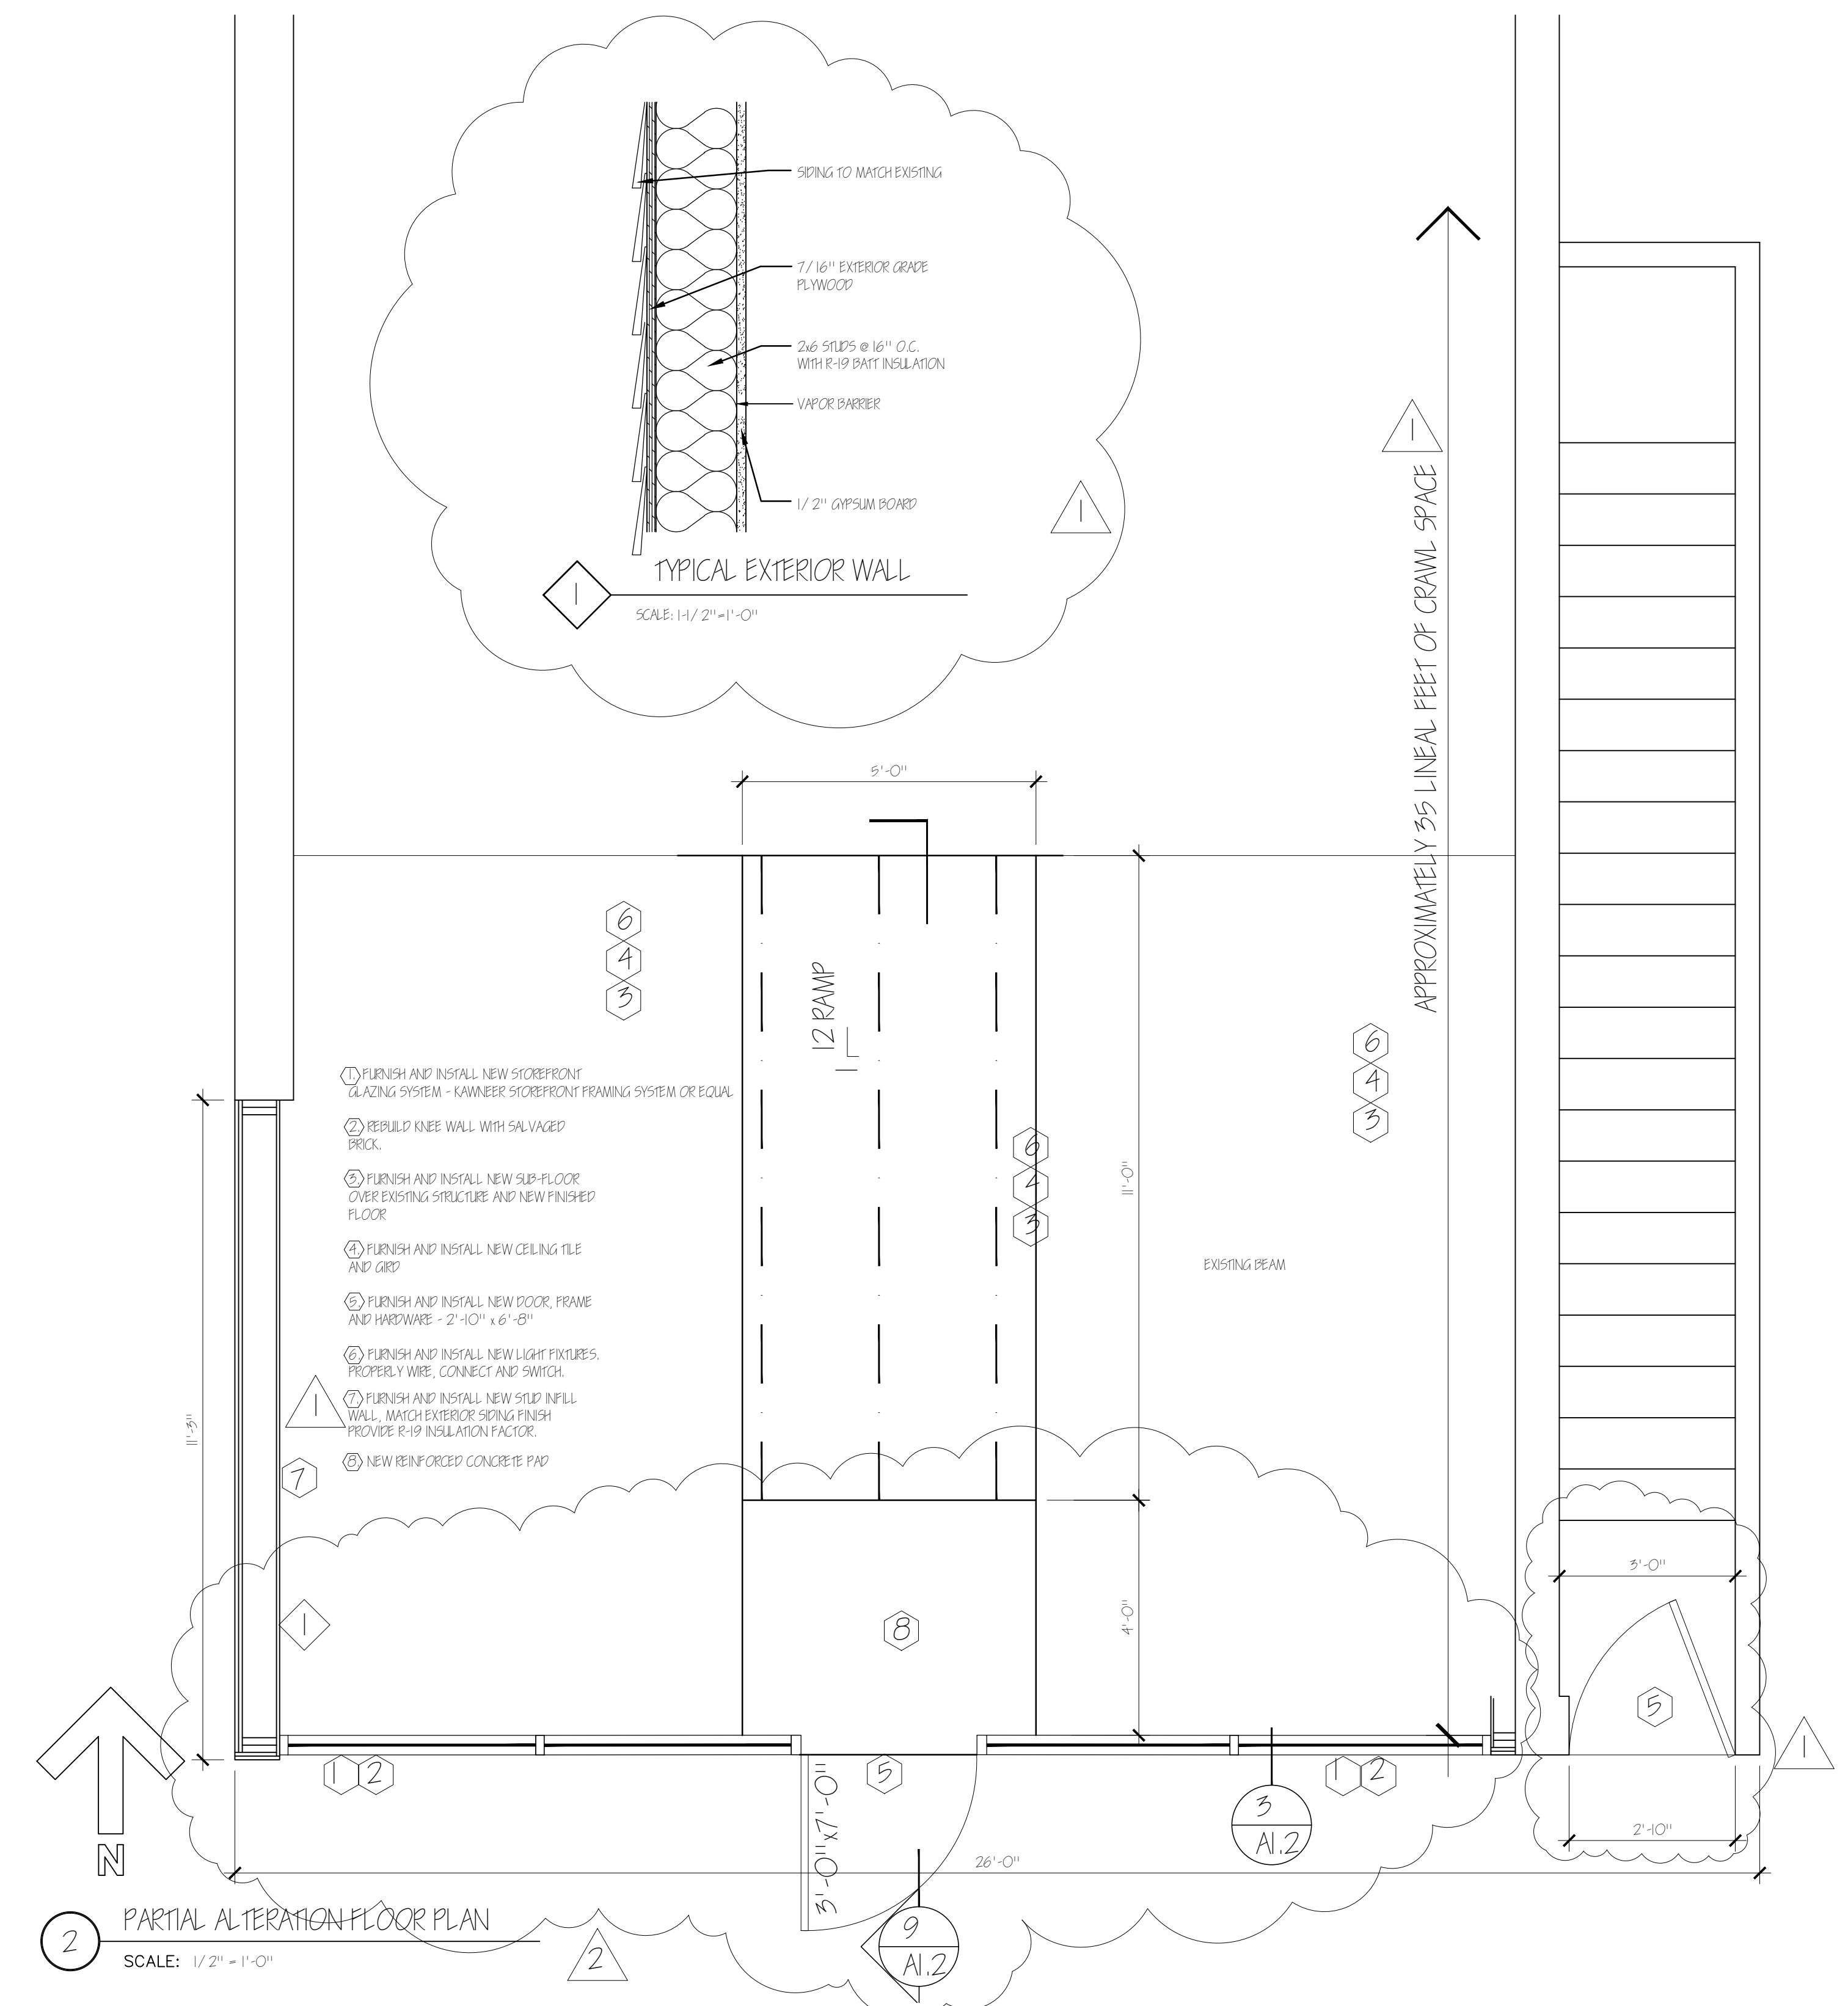 SIDING TO MATCH EXISTING
7/16" EXTERIOR GRADE
PLYWOOD
2x6 STUDS @ 16" O.C.
WITH R-19 BATT INSULATION
VAPOR BARRIER
1/2" GYPSUM BOARD
1
1
TYPICAL EXTERIOR WALL
SCALE: 1-1/2"=1'-0"
1
APPROXIMATELY 35 LINEAL FEET OF CRAWL SPACE
5'-0"
6
4
3
12 RAMP
1
6
4
3
6
4
3
11'-0"
EXISTING BEAM
1. FURNISH AND INSTALL NEW STOREFRONT
GLAZING SYSTEM - KAWNEER STOREFRONT FRAMING SYSTEM OR EQUAL
2. REBUILD KNEE WALL WITH SALVAGED
BRICK.
3. FURNISH AND INSTALL NEW SUB-FLOOR
OVER EXISTING STRUCTURE AND NEW FINISHED
FLOOR
4. FURNISH AND INSTALL NEW CEILING TILE
AND GIRD
5. FURNISH AND INSTALL NEW DOOR, FRAME
AND HARDWARE - 2'-10" x 6'-8"
6. FURNISH AND INSTALL NEW LIGHT FIXTURES.
PROPERLY WIRE, CONNECT AND SWITCH.
7. FURNISH AND INSTALL NEW STUD INFILL
WALL, MATCH EXTERIOR SIDING FINISH
PROVIDE R-19 INSULATION FACTOR.
8. NEW REINFORCED CONCRETE PAD
1
11'-3"
7
1
8
4'-0"
3'-0"
5
1
1 2
5
1 2
3'-0"x7'-0"
3
A1.2
2'-10"
26'-0"
9
A1.2
N
2
PARTIAL ALTERATION FLOOR PLAN
SCALE: 1/2" = 1'-0"
2